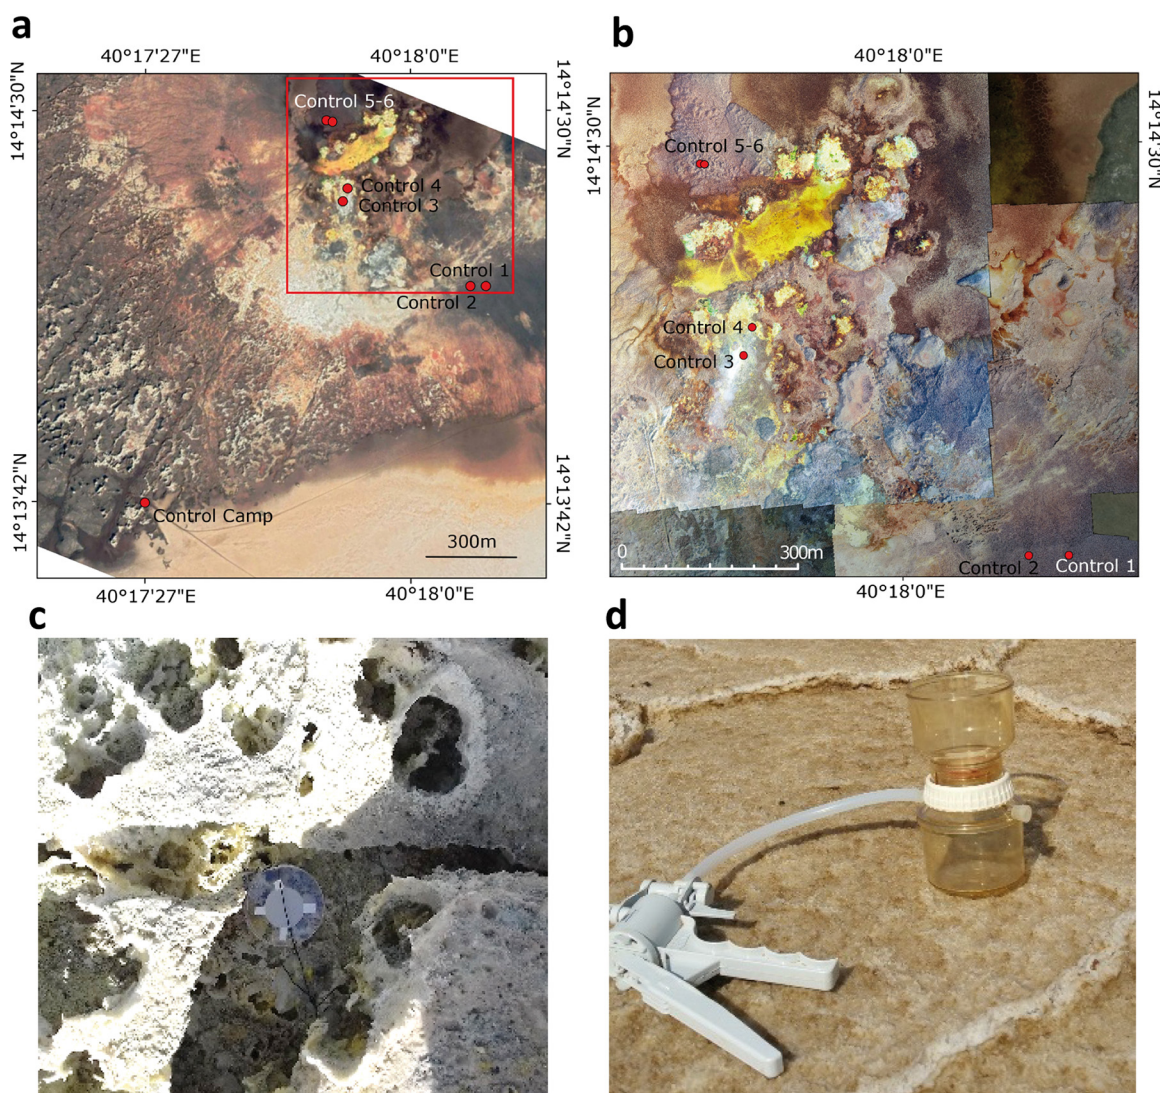 a
40°17'27"E
40°18'0"E
14°14'30"N
14°14'30"N
Control 5-6
Control 4
Control 3
Control 1
Control 2
14°13'42"N
14°13'42"N
Control Camp
300m
40°17'27"E
40°18'0"E
b
40°18'0"E
14°14'30"N
14°14'30"N
Control 5-6
Control 4
Control 3
0
300m
Control 2
Control 1
40°18'0"E
c
d